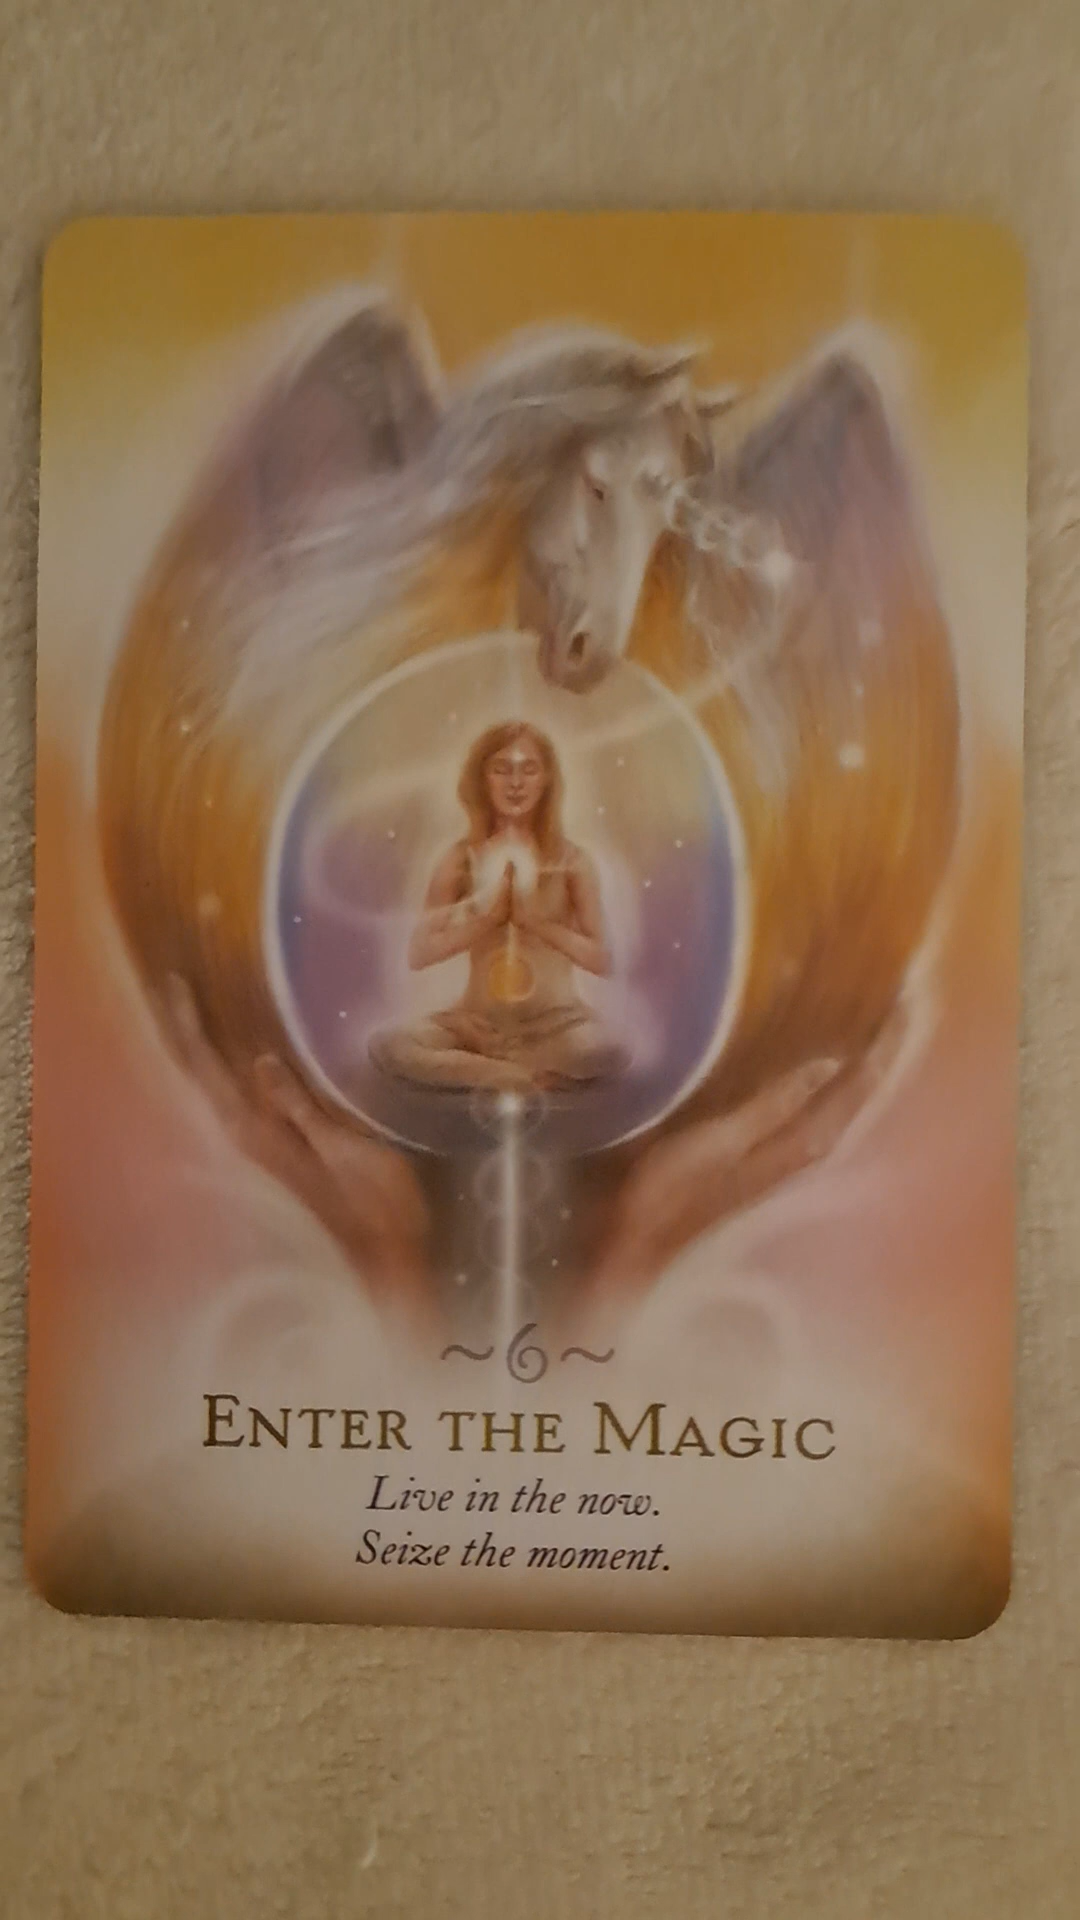 ~6~
ENTER THE MAGIC
Live in the now.
Seize the moment.